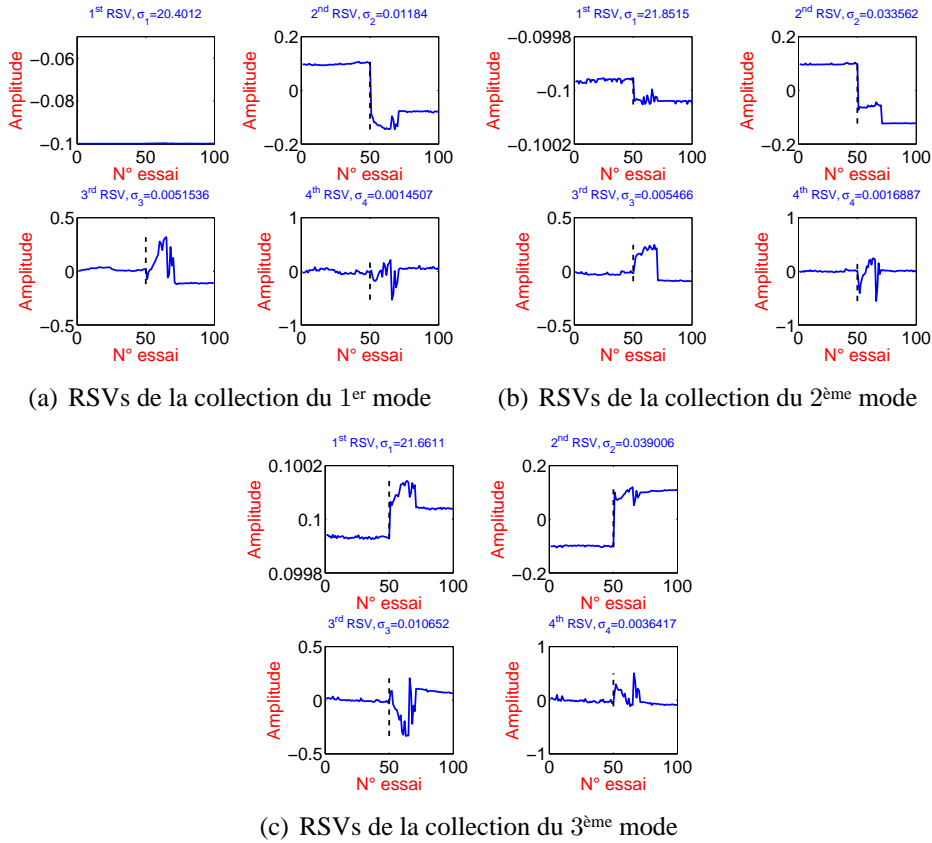 1st RSV, σ1=20.4012
Amplitude
−0.06
−0.08
−0.1
0 50 100
N° essai
2nd RSV, σ2=0.01184
Amplitude
0.2
0
−0.2
0 50 100
N° essai
3rd RSV, σ3=0.0051536
Amplitude
0.5
0
−0.5
0 50 100
N° essai
4th RSV, σ4=0.0014507
Amplitude
1
0
−1
0 50 100
N° essai
(a) RSVs de la collection du 1er mode
1st RSV, σ1=21.8515
Amplitude
−0.0998
−0.1
−0.1002
0 50 100
N° essai
2nd RSV, σ2=0.033562
Amplitude
0.2
0
−0.2
0 50 100
N° essai
3rd RSV, σ3=0.005466
Amplitude
0.5
0
−0.5
0 50 100
N° essai
4th RSV, σ4=0.0016887
Amplitude
1
0
−1
0 50 100
N° essai
(b) RSVs de la collection du 2ème mode
1st RSV, σ1=21.6611
Amplitude
0.1002
0.1
0.0998
0 50 100
N° essai
2nd RSV, σ2=0.039006
Amplitude
0.2
0
−0.2
0 50 100
N° essai
3rd RSV, σ3=0.010652
Amplitude
0.5
0
−0.5
0 50 100
N° essai
4th RSV, σ4=0.0036417
Amplitude
1
0
−1
0 50 100
N° essai
(c) RSVs de la collection du 3ème mode